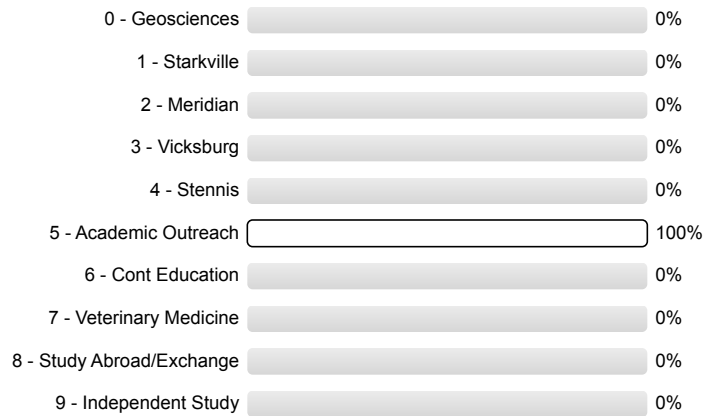 0 - Geosciences 0%
1 - Starkville 0%
2 - Meridian 0%
3 - Vicksburg 0%
4 - Stennis 0%
5 - Academic Outreach 100%
6 - Cont Education 0%
7 - Veterinary Medicine 0%
8 - Study Abroad/Exchange 0%
9 - Independent Study 0%